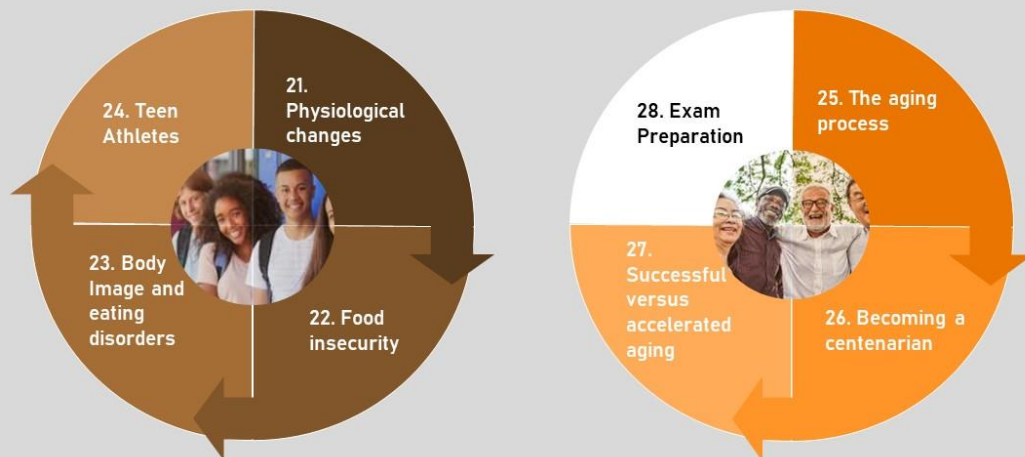 24. Teen
Athletes
21.
Physiological
changes
23. Body
Image and
eating
disorders
22. Food
insecurity
28. Exam
Preparation
25. The aging
process
27.
Successful
versus
accelerated
aging
26. Becoming a
centenarian